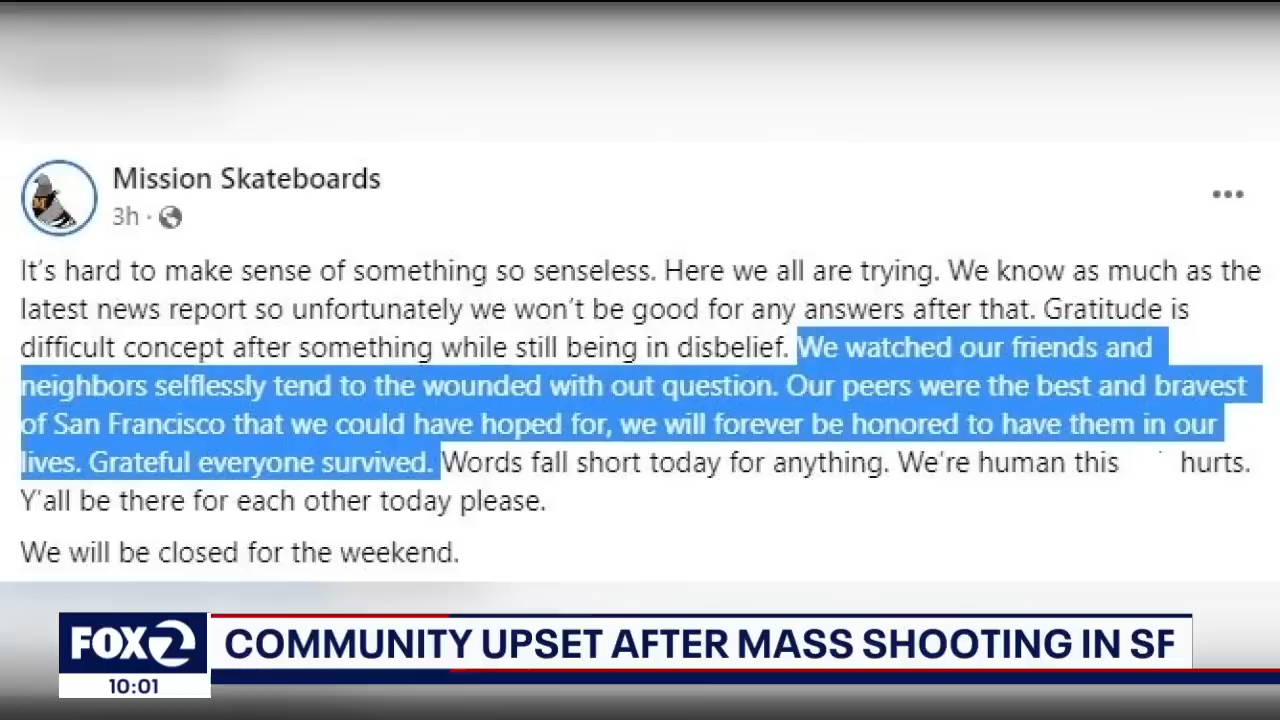 Mission Skateboards
3h ·
It's hard to make sense of something so senseless. Here we all are trying. We know as much as the
latest news report so unfortunately we won't be good for any answers after that. Gratitude is
difficult concept after something while still being in disbelief. We watched our friends and
neighbors selflessly tend to the wounded with out question. Our peers were the best and bravest
of San Francisco that we could have hoped for, we will forever be honored to have them in our
lives. Grateful everyone survived. Words fall short today for anything. We're human this hurts.
Y'all be there for each other today please.
We will be closed for the weekend.
FOX 2
COMMUNITY UPSET AFTER MASS SHOOTING IN SF
10:01